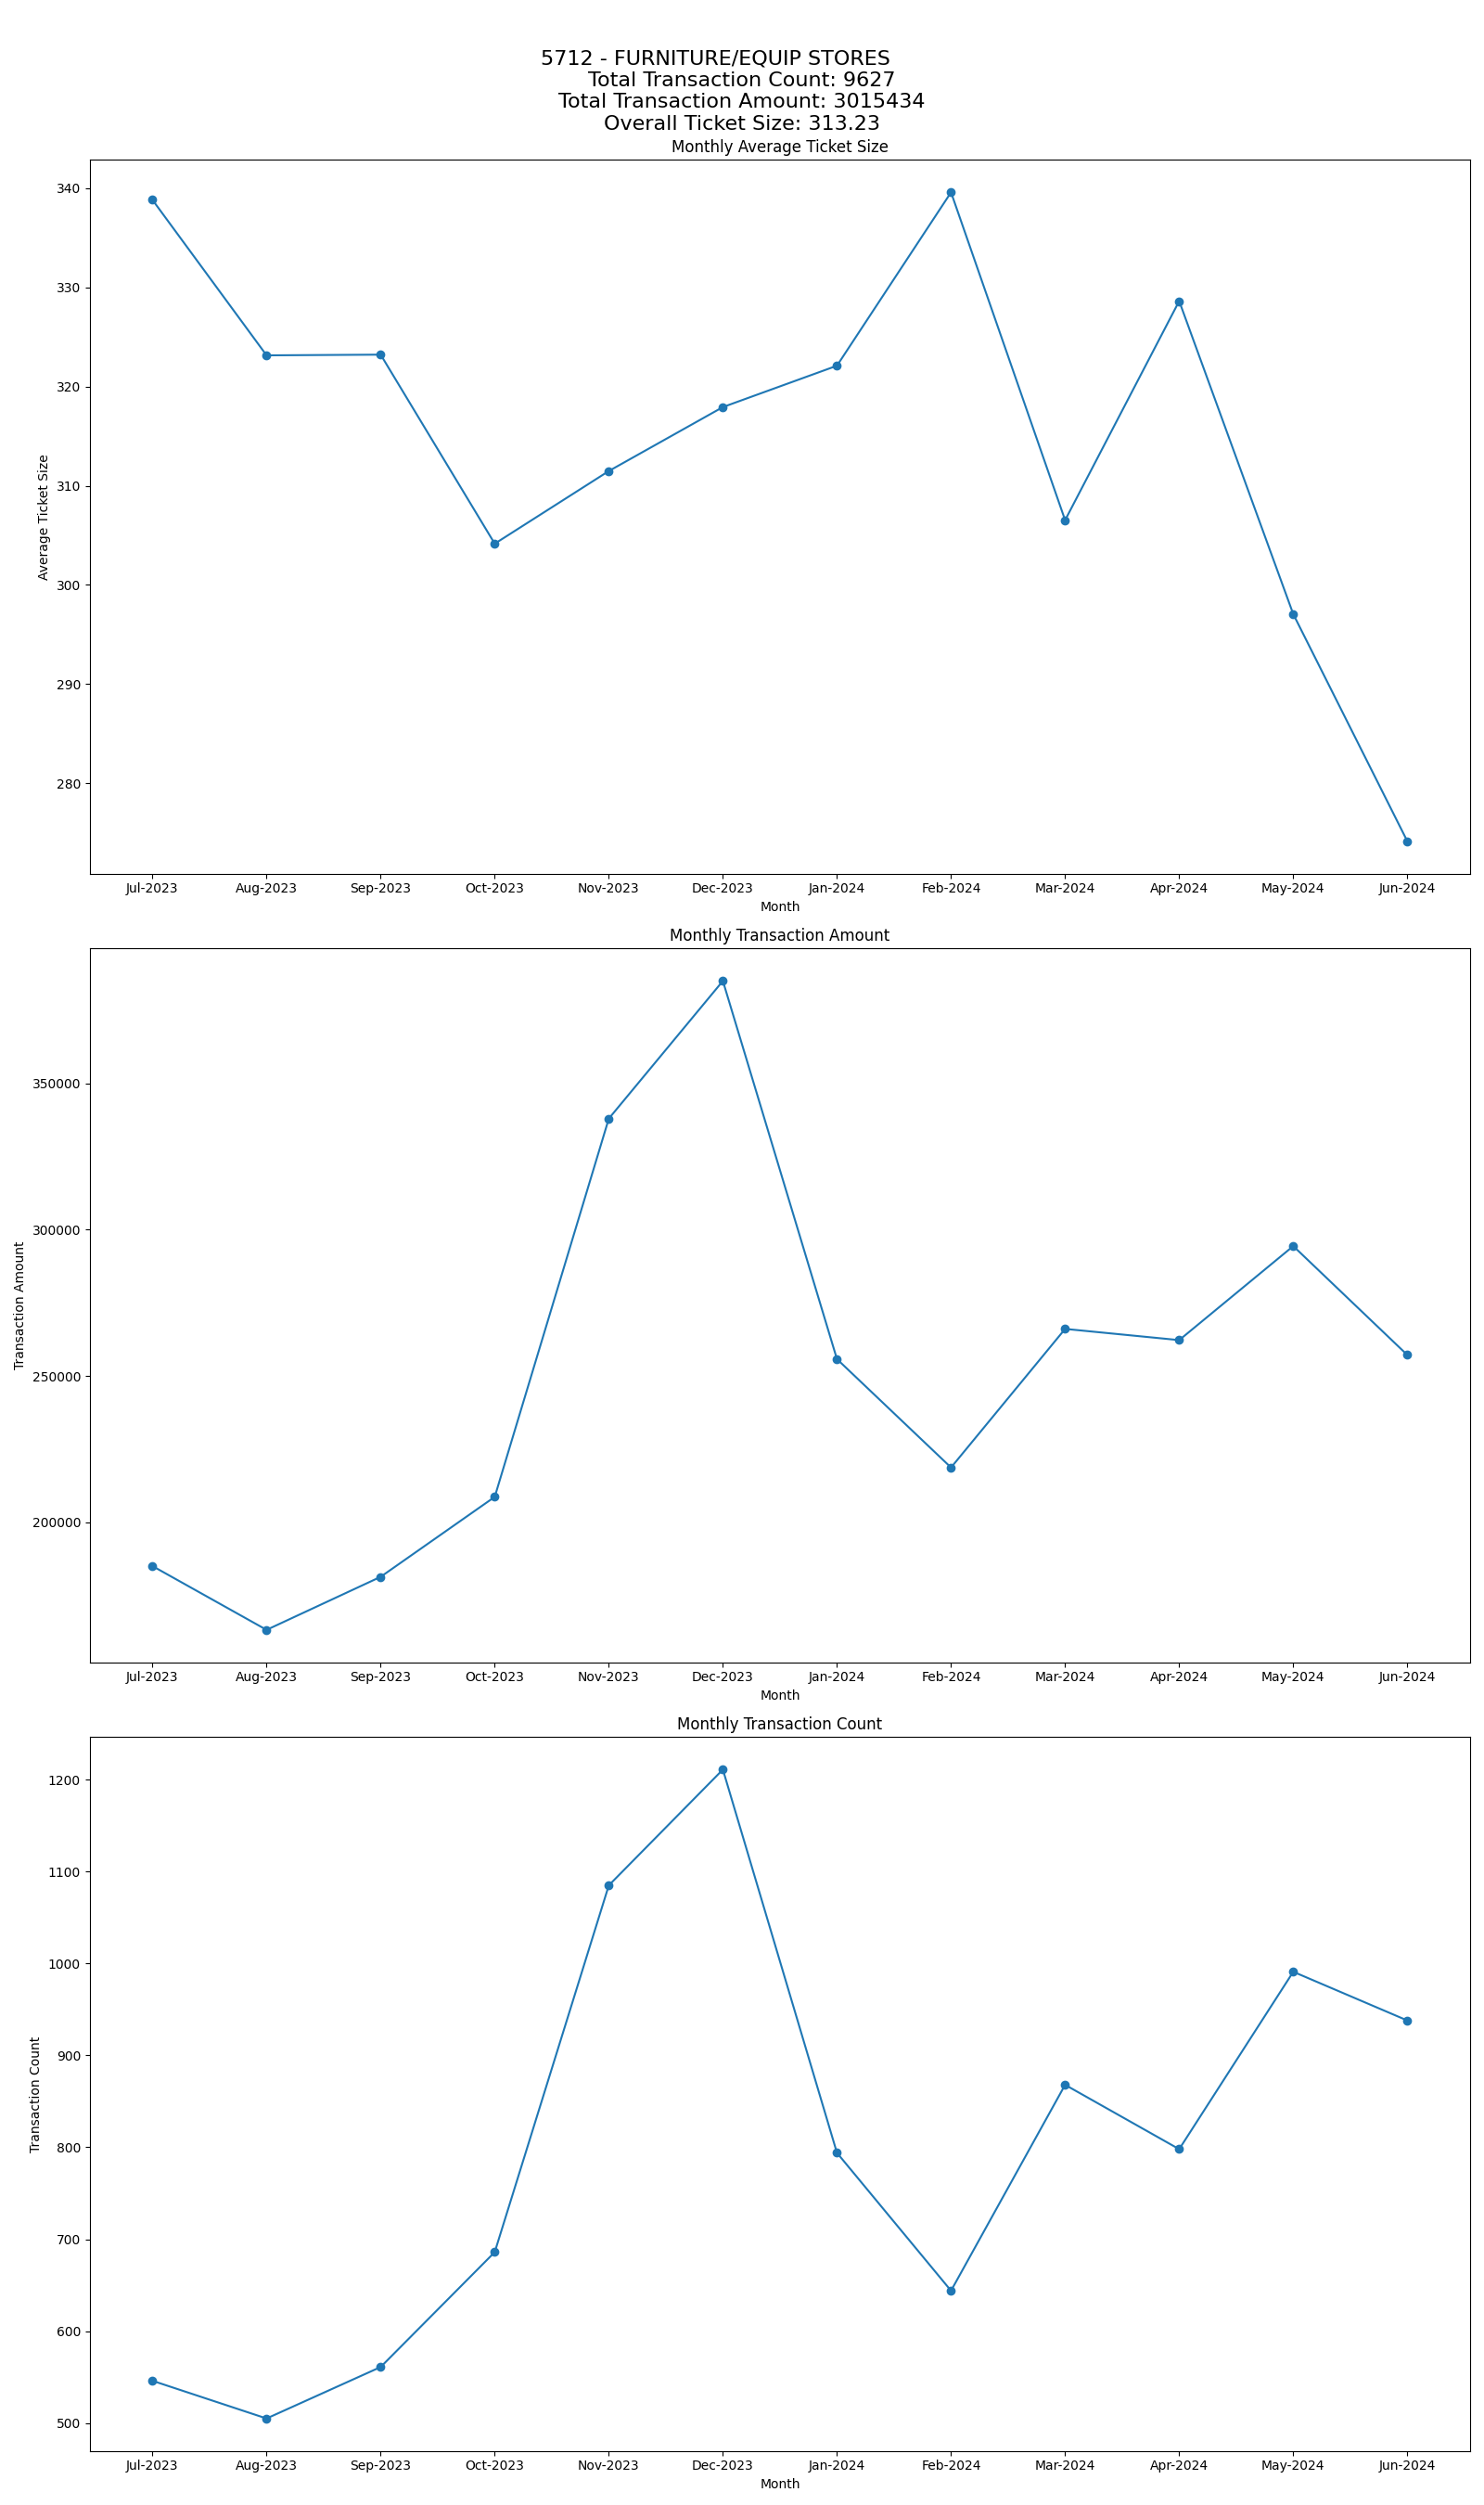 5712 - FURNITURE/EQUIP STORES
Total Transaction Count: 9627
Total Transaction Amount: 3015434
Overall Ticket Size: 313.23
Monthly Average Ticket Size
340
330
320
310
300
290
280
Average Ticket Size
Jul-2023 Aug-2023 Sep-2023 Oct-2023 Nov-2023 Dec-2023 Jan-2024 Feb-2024 Mar-2024 Apr-2024 May-2024 Jun-2024
Month
Monthly Transaction Amount
350000
300000
250000
200000
Transaction Amount
Jul-2023 Aug-2023 Sep-2023 Oct-2023 Nov-2023 Dec-2023 Jan-2024 Feb-2024 Mar-2024 Apr-2024 May-2024 Jun-2024
Month
Monthly Transaction Count
1200
1100
1000
900
800
700
600
500
Transaction Count
Jul-2023 Aug-2023 Sep-2023 Oct-2023 Nov-2023 Dec-2023 Jan-2024 Feb-2024 Mar-2024 Apr-2024 May-2024 Jun-2024
Month